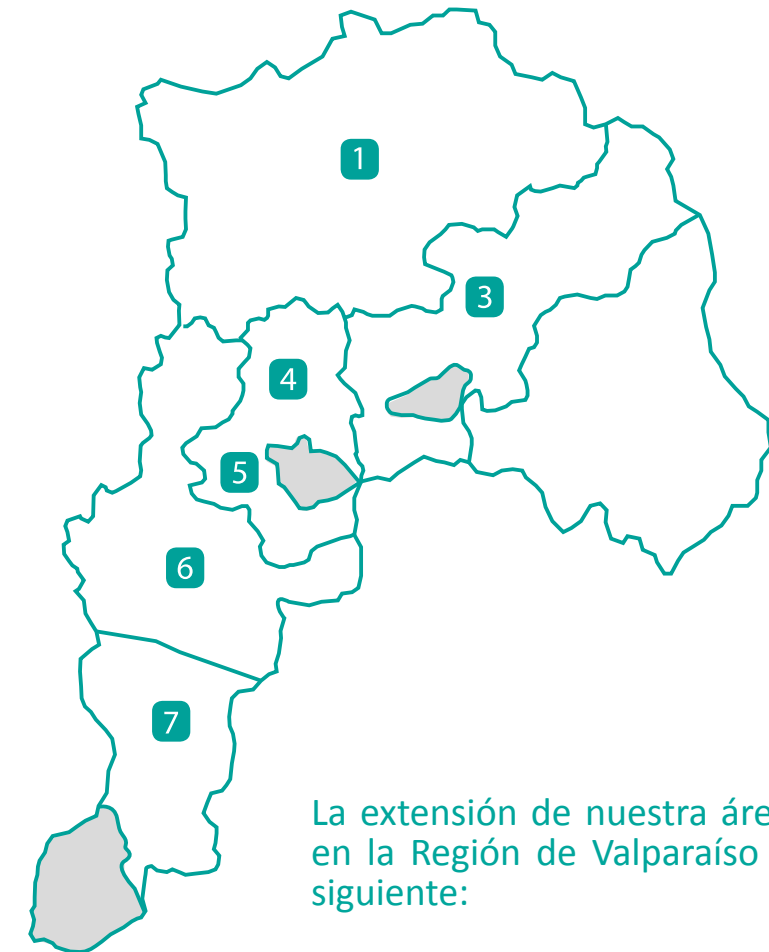 1
3
4
5
6
7
La extensión de nuestra áre
en la Región de Valparaíso
siguiente: